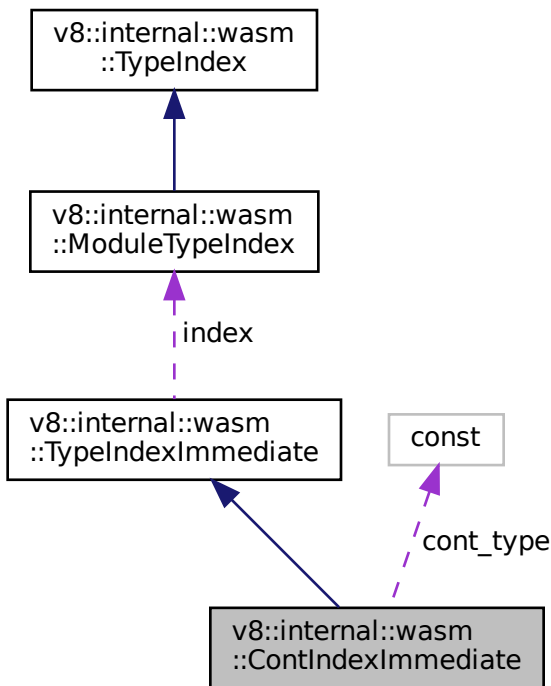 v8::internal::wasm
::TypeIndex
v8::internal::wasm
::ModuleTypeIndex
index
v8::internal::wasm
::TypeIndexImmediate
const
cont_type
v8::internal::wasm
::ContIndexImmediate